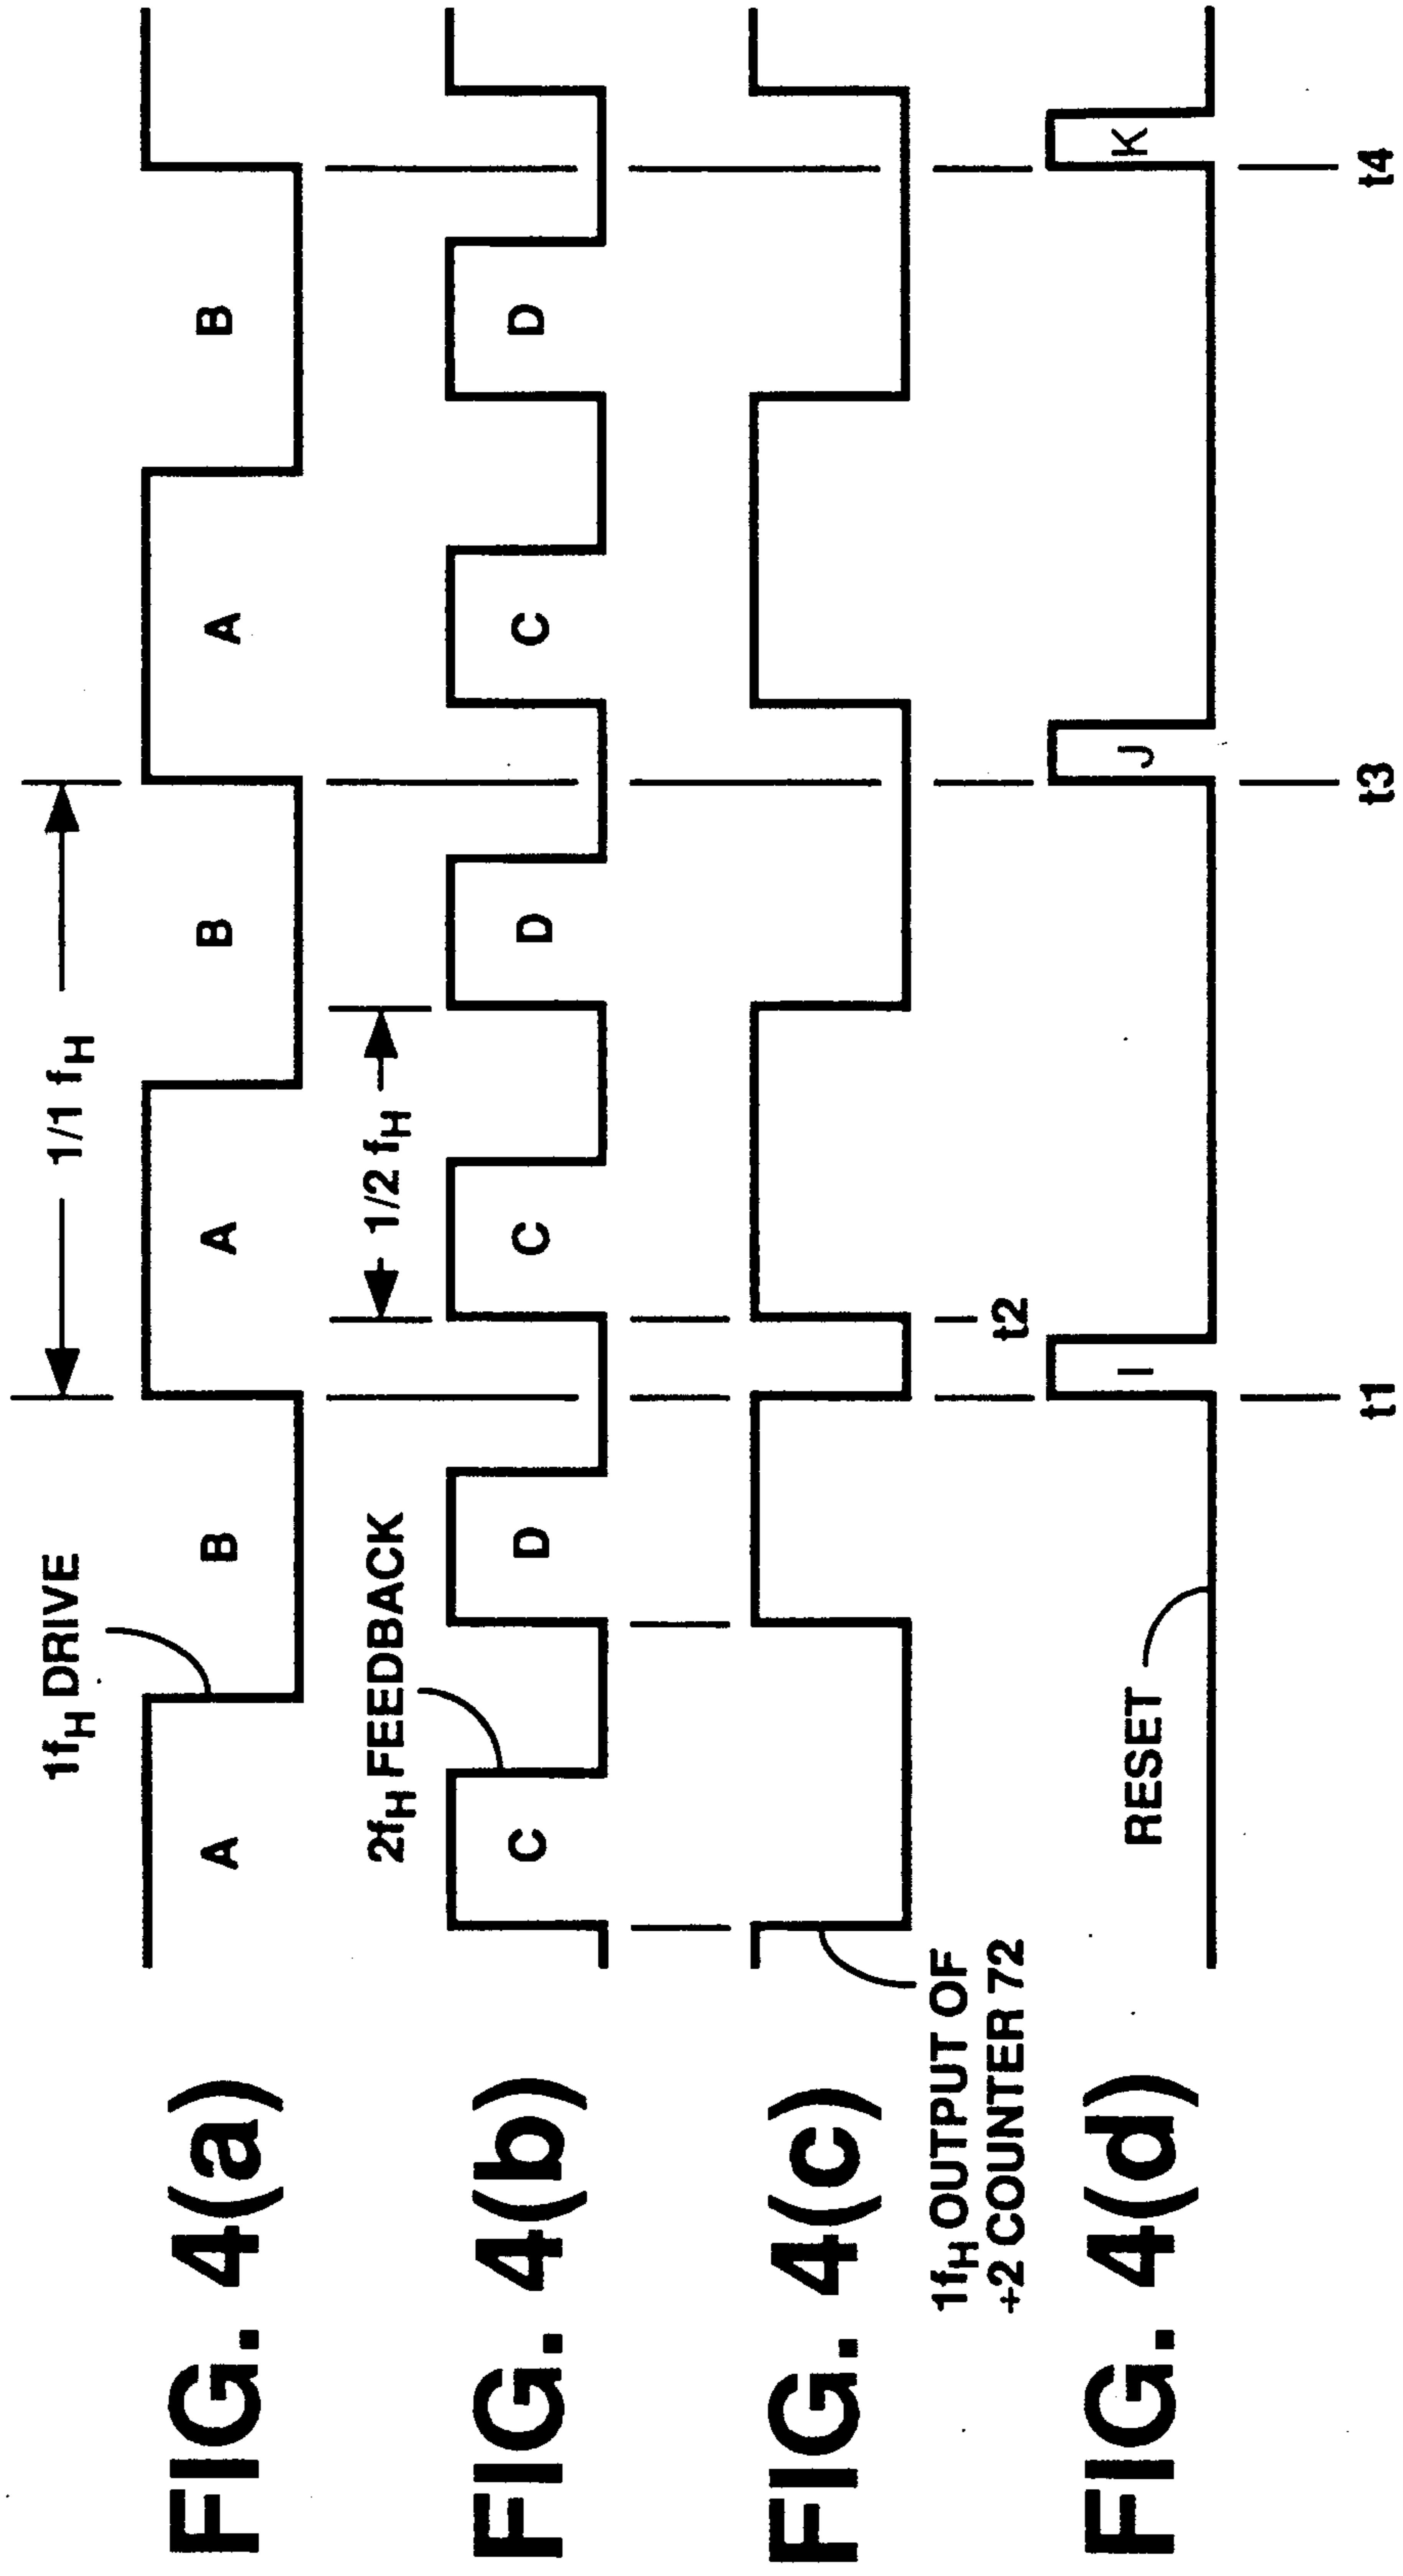 FIG. 4(a)
1fH DRIVE
1/1 fH
A
B
A
B
A
B
FIG. 4(b)
2fH FEEDBACK
1/2 fH
C
D
C
D
C
D
FIG. 4(c)
1fH OUTPUT OF
÷2 COUNTER 72
t2
FIG. 4(d)
RESET
I
J
K
t1
t3
t4